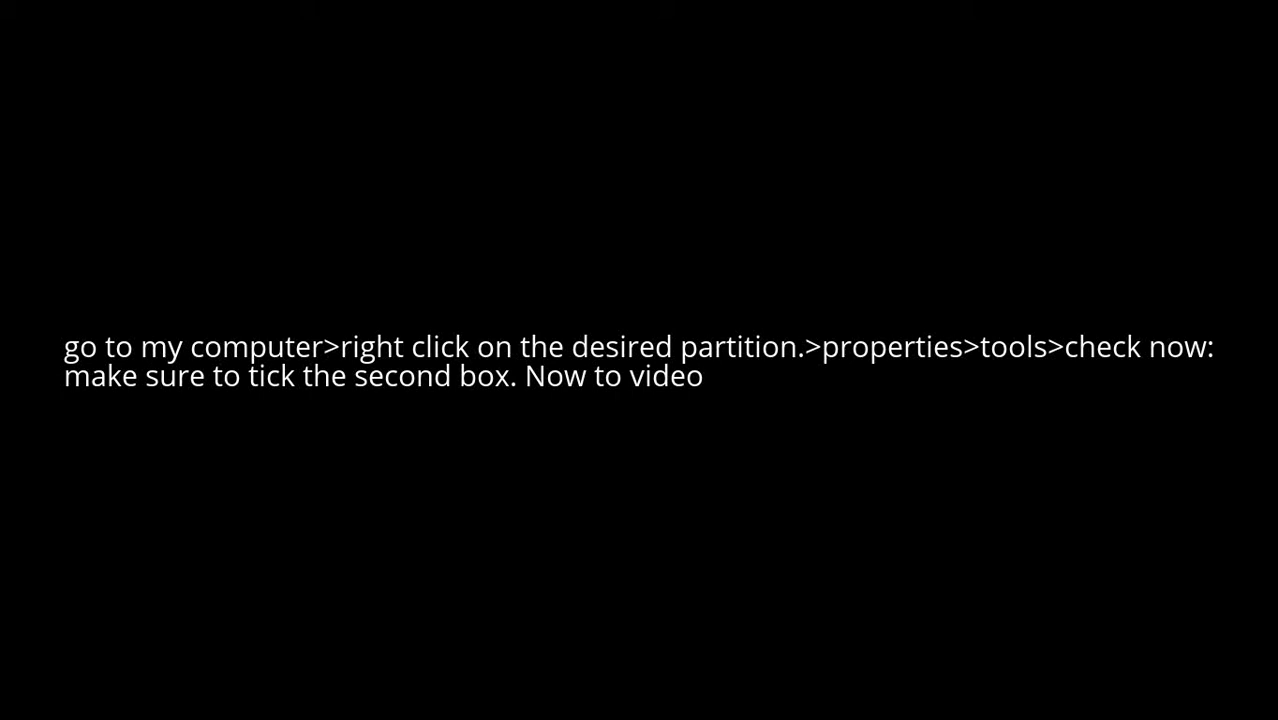 go to my computer>right click on the desired partition.>properties>tools>check now:
make sure to tick the second box. Now to video